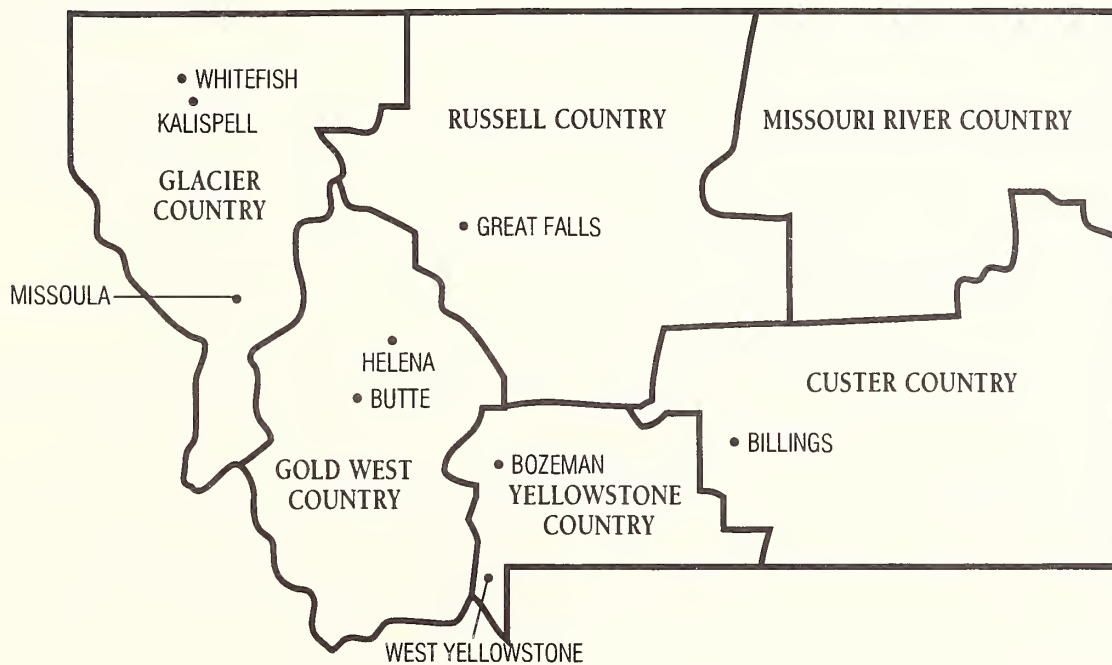 WHITEFISH
KALISPELL
GLACIER
COUNTRY
MISSOULA
RUSSELL COUNTRY
GREAT FALLS
MISSOURI RIVER COUNTRY
HELENA
BUTTE
GOLD WEST
COUNTRY
BOZEMAN
YELLOWSTONE
COUNTRY
WEST YELLOWSTONE
CUSTER COUNTRY
BILLINGS